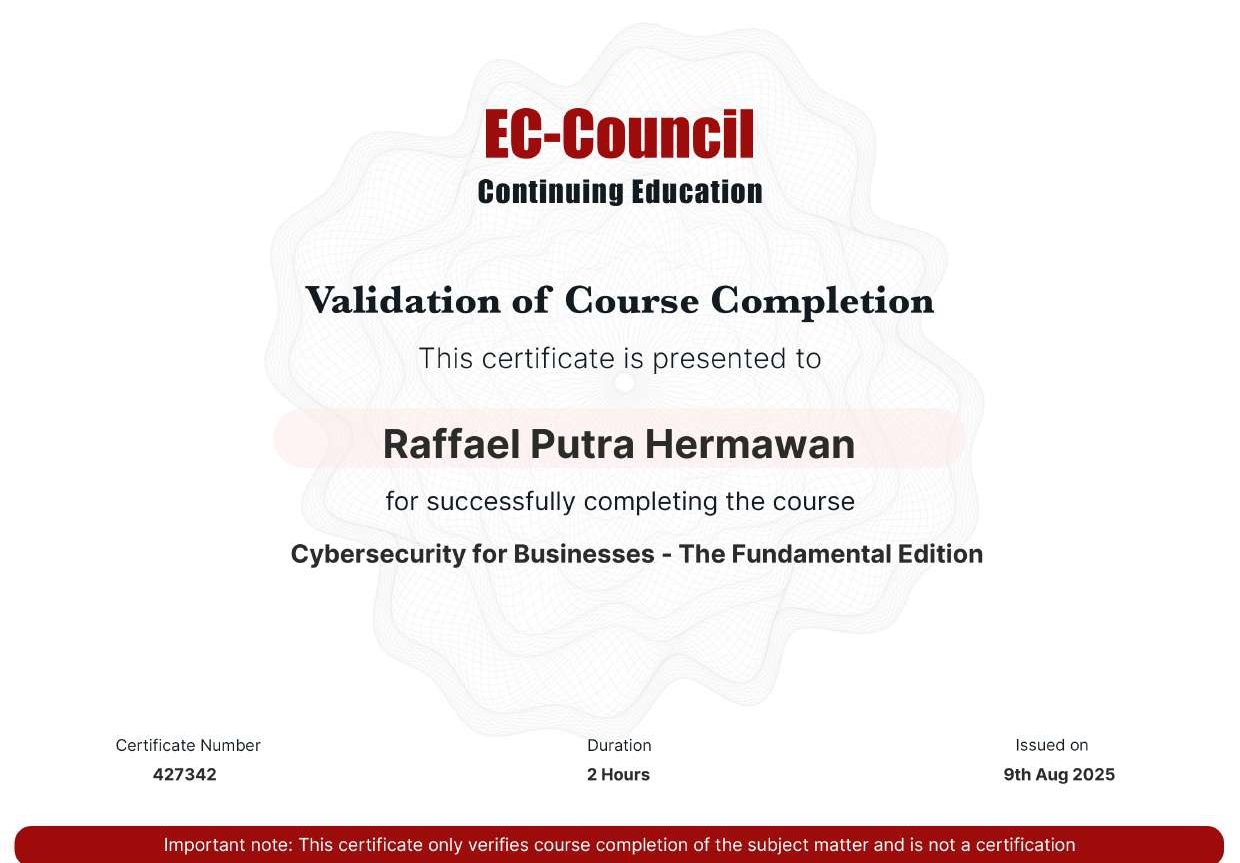 EC-Council
Continuing Education
Validation of Course Completion
This certificate is presented to
Raffael Putra Hermawan
for successfully completing the course
Cybersecurity for Businesses - The Fundamental Edition
Certificate Number
427342
Duration
2 Hours
Issued on
9th Aug 2025
Important note: This certificate only verifies course completion of the subject matter and is not a certification